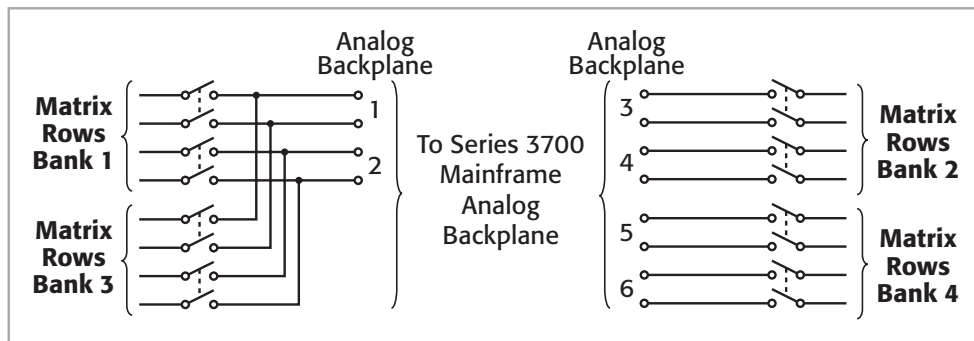 Analog
Backplane
Matrix
Rows
Bank 1
Matrix
Rows
Bank 3
1
2
To Series 3700
Mainframe
Analog
Backplane
Analog
Backplane
3
4
5
6
Matrix
Rows
Bank 2
Matrix
Rows
Bank 4